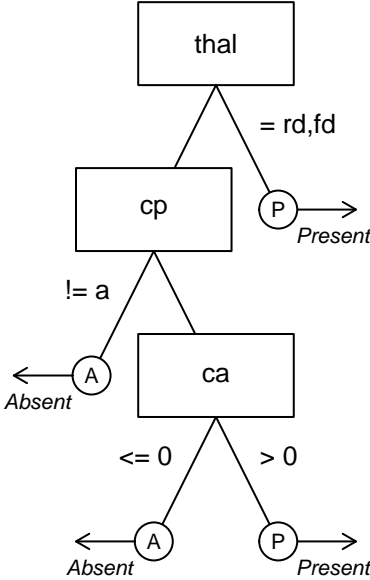 thal
= rd,fd
cp
P
Present
!= a
A
Absent
ca
<= 0
> 0
A
Absent
P
Present